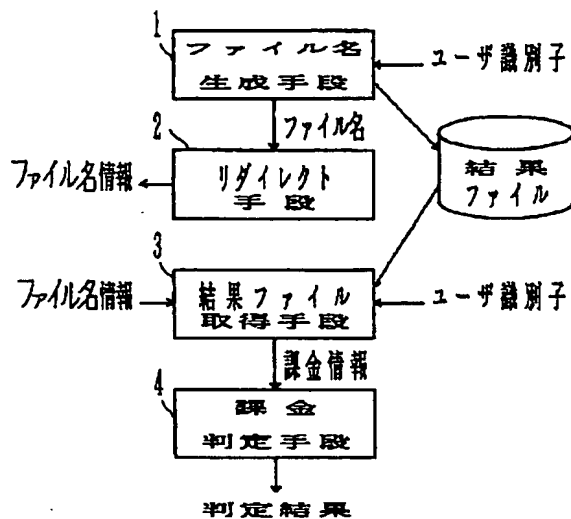 1
ファイル名
生成手段
ユーザ識別子
ファイル名
2
リダイレクト
手段
ファイル名情報
結果
ファイル
3
ファイル名情報
結果ファイル
取得手段
ユーザ識別子
課金情報
4
課金
判定手段
判定結果